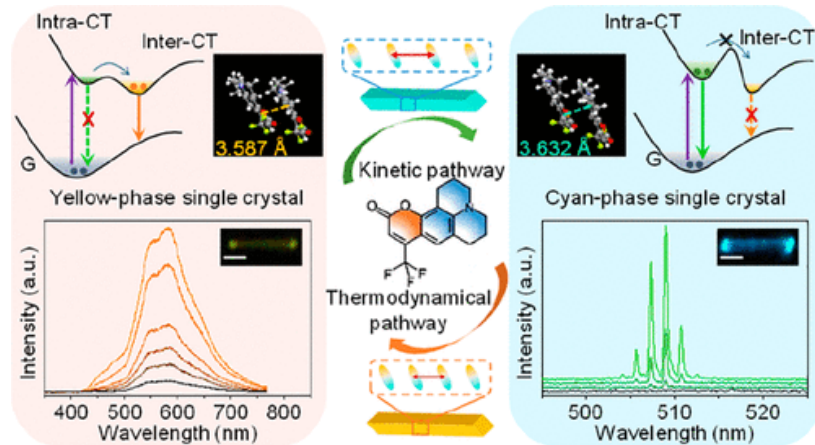 Intra-CT
Inter-CT
G
3.587 Å
Yellow-phase single crystal
Intensity (a.u.)
400 500 600 700 800
Wavelength (nm)
Kinetic pathway
O
O
N
F
F
F
Thermodynamical
pathway
Intra-CT
Inter-CT
G
3.632 Å
Cyan-phase single crystal
Intensity (a.u.)
500 510 520
Wavelength (nm)